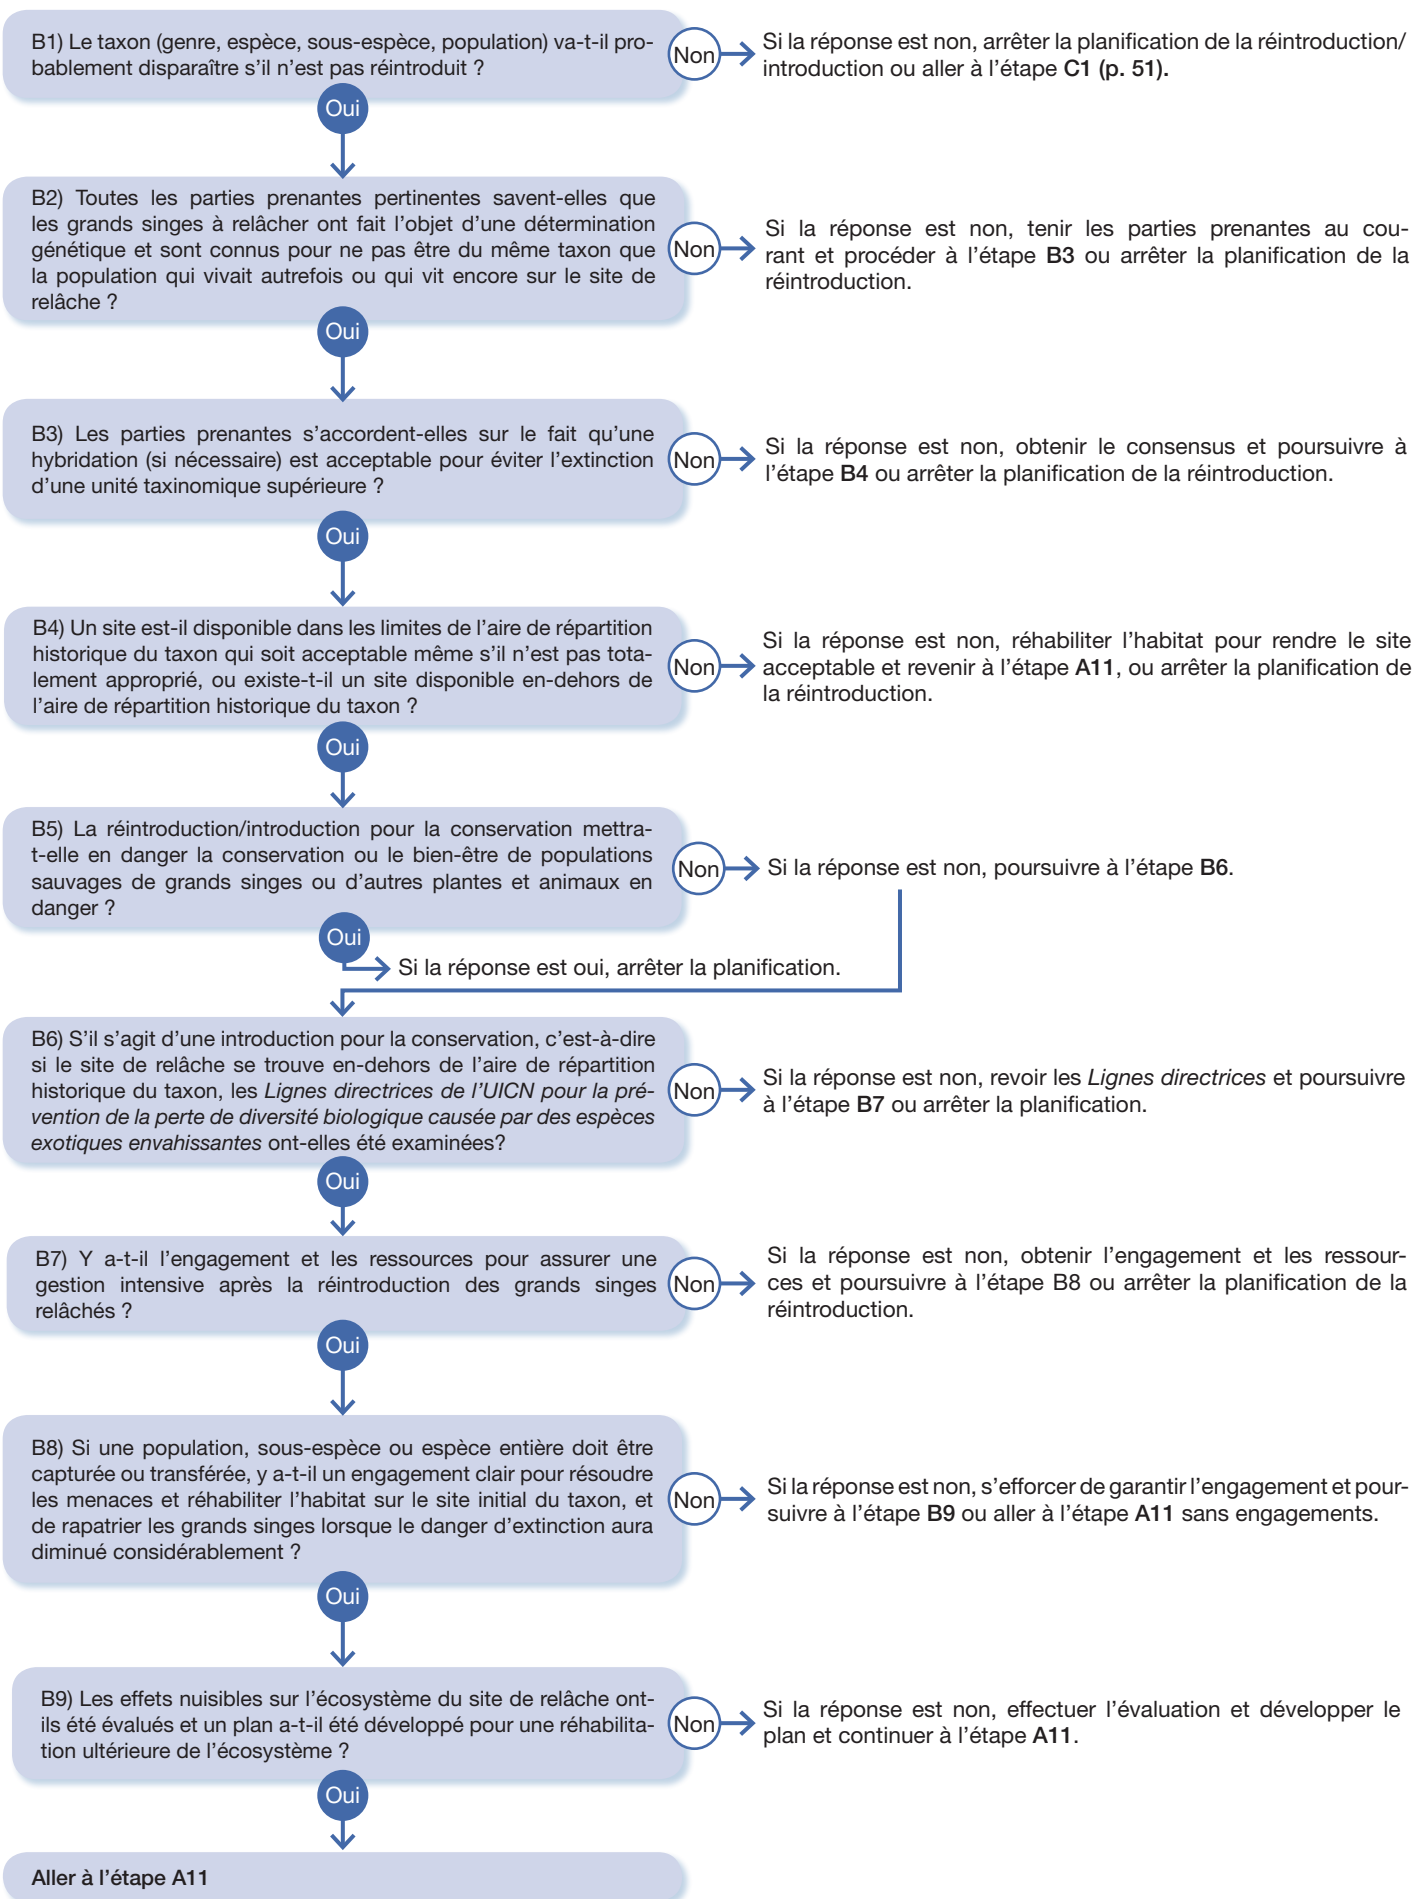 B1) Le taxon (genre, espèce, sous-espèce, population) va-t-il pro-
bablement disparaître s'il n'est pas réintroduit ?
Non
Si la réponse est non, arrêter la planification de la réintroduction/
introduction ou aller à l'étape C1 (p. 51).
Oui
B2) Toutes les parties prenantes pertinentes savent-elles que
les grands singes à relâcher ont fait l'objet d'une détermination
génétique et sont connus pour ne pas être du même taxon que
la population qui vivait autrefois ou qui vit encore sur le site de
relâche ?
Non
Si la réponse est non, tenir les parties prenantes au cou-
rant et procéder à l'étape B3 ou arrêter la planification de la
réintroduction.
Oui
B3) Les parties prenantes s'accordent-elles sur le fait qu'une
hybridation (si nécessaire) est acceptable pour éviter l'extinction
d'une unité taxinomique supérieure ?
Non
Si la réponse est non, obtenir le consensus et poursuivre à
l'étape B4 ou arrêter la planification de la réintroduction.
Oui
B4) Un site est-il disponible dans les limites de l'aire de répartition
historique du taxon qui soit acceptable même s'il n'est pas tota-
lement approprié, ou existe-t-il un site disponible en-dehors de
l'aire de répartition historique du taxon ?
Non
Si la réponse est non, réhabiliter l'habitat pour rendre le site
acceptable et revenir à l'étape A11, ou arrêter la planification de
la réintroduction.
Oui
B5) La réintroduction/introduction pour la conservation mettra-
t-elle en danger la conservation ou le bien-être de populations
sauvages de grands singes ou d'autres plantes et animaux en
danger ?
Non
Si la réponse est non, poursuivre à l'étape B6.
Oui
Si la réponse est oui, arrêter la planification.
B6) S'il s'agit d'une introduction pour la conservation, c'est-à-dire
si le site de relâche se trouve en-dehors de l'aire de répartition
historique du taxon, les Lignes directrices de l'UICN pour la pré-
vention de la perte de diversité biologique causée par des espèces
exotiques envahissantes ont-elles été examinées?
Non
Si la réponse est non, revoir les Lignes directrices et poursuivre
à l'étape B7 ou arrêter la planification.
Oui
B7) Y a-t-il l'engagement et les ressources pour assurer une
gestion intensive après la réintroduction des grands singes
relâchés ?
Non
Si la réponse est non, obtenir l'engagement et les ressour-
ces et poursuivre à l'étape B8 ou arrêter la planification de la
réintroduction.
Oui
B8) Si une population, sous-espèce ou espèce entière doit être
capturée ou transférée, y a-t-il un engagement clair pour résoudre
les menaces et réhabiliter l'habitat sur le site initial du taxon, et
de rapatrier les grands singes lorsque le danger d'extinction aura
diminué considérablement ?
Non
Si la réponse est non, s'efforcer de garantir l'engagement et pour-
suivre à l'étape B9 ou aller à l'étape A11 sans engagements.
Oui
B9) Les effets nuisibles sur l'écosystème du site de relâche ont-
ils été évalués et un plan a-t-il été développé pour une réhabilita-
tion ultérieure de l'écosystème ?
Non
Si la réponse est non, effectuer l'évaluation et développer le
plan et continuer à l'étape A11.
Oui
Aller à l'étape A11